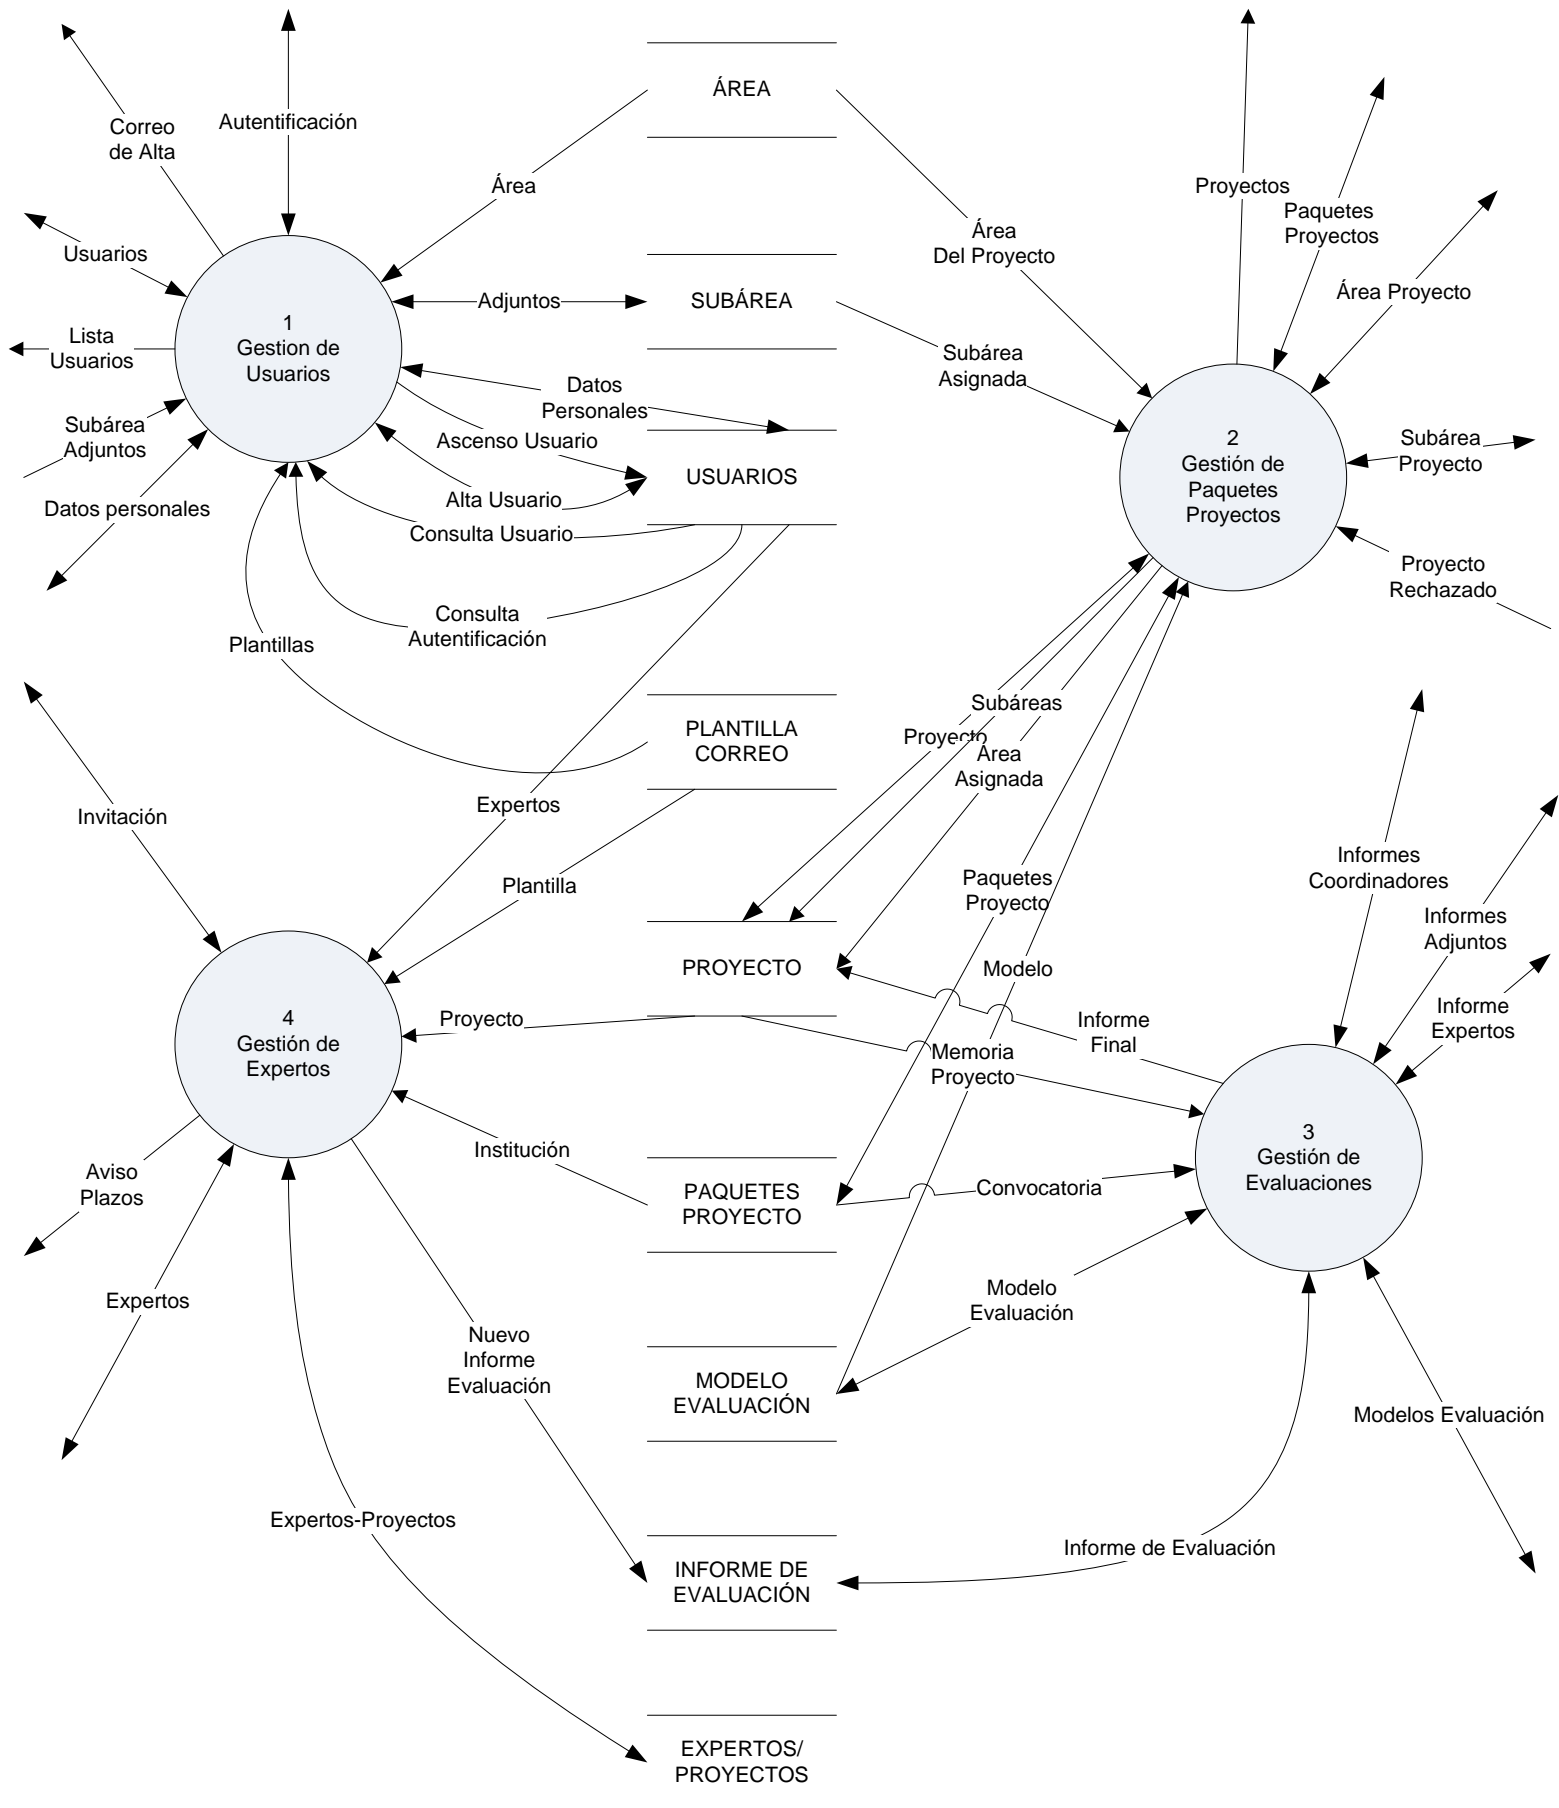 ÁREA
Autentificación
Correo
de Alta
Área
Proyectos
Paquetes
Proyectos
Área
Del Proyecto
Usuarios
Adjuntos
SUBÁREA
Área Proyecto
1
Gestion de
Usuarios
Lista
Usuarios
Subárea
Asignada
Datos
Personales
Subárea
Adjuntos
Ascenso Usuario
USUARIOS
2
Gestión de
Paquetes
Proyectos
Subárea
Proyecto
Datos personales
Alta Usuario
Consulta Usuario
Proyecto
Rechazado
Consulta
Autentificación
Plantillas
Subáreas
PLANTILLA
CORREO
Proyecto
Área
Asignada
Invitación
Expertos
Plantilla
Paquetes
Proyecto
Informes
Coordinadores
Informes
Adjuntos
PROYECTO
Modelo
4
Gestión de
Expertos
Proyecto
Informe
Final
Informe
Expertos
Memoria
Proyecto
Institución
3
Gestión de
Evaluaciones
Aviso
Plazos
PAQUETES
PROYECTO
Convocatoria
Expertos
Modelo
Evaluación
Nuevo
Informe
Evaluación
MODELO
EVALUACIÓN
Modelos Evaluación
Expertos-Proyectos
Informe de Evaluación
INFORME DE
EVALUACIÓN
EXPERTOS/
PROYECTOS